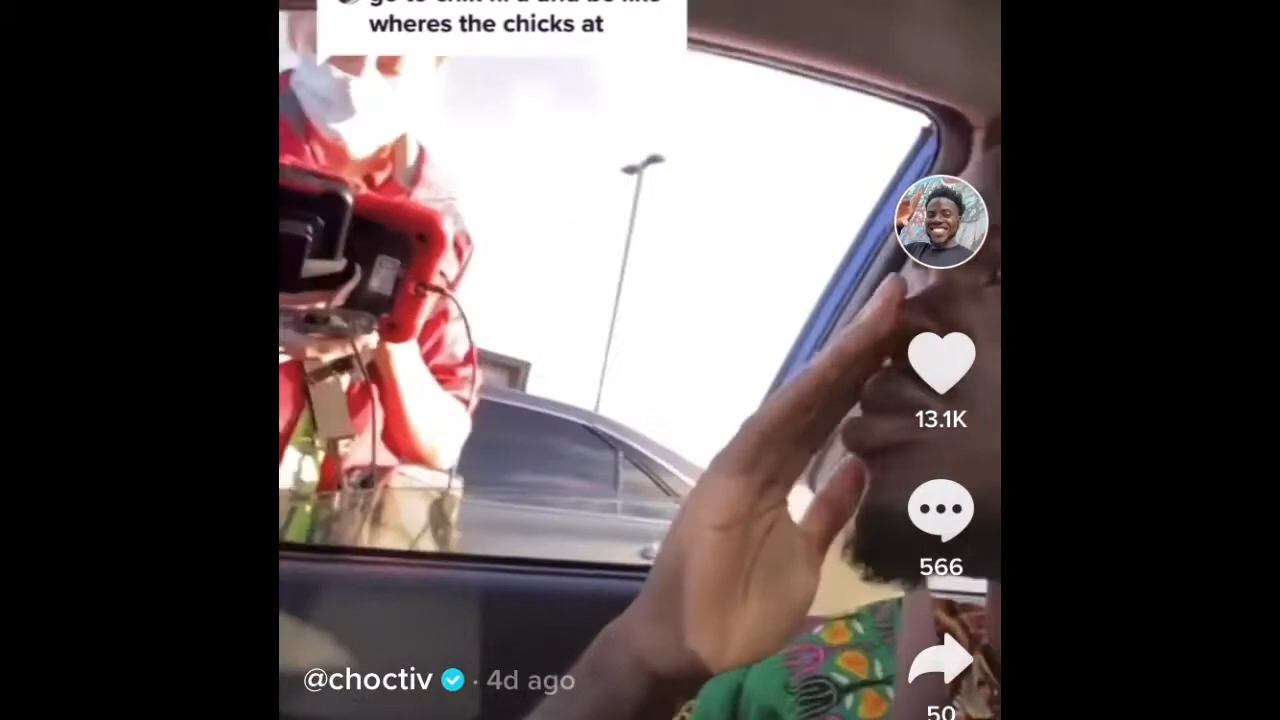 wheres the chicks at
13.1K
566
@choctiv · 4d ago
50